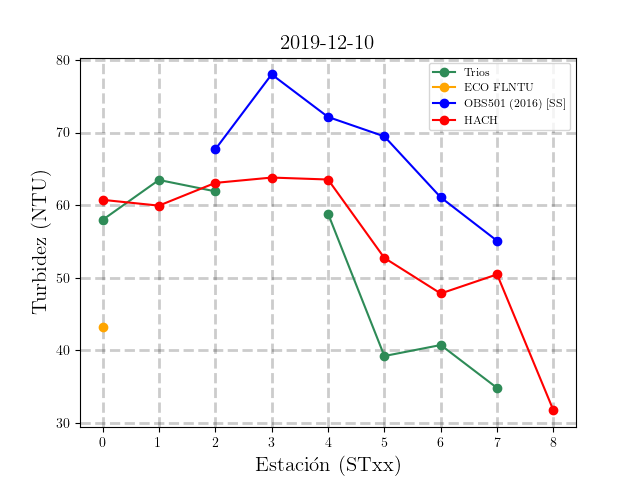 2019-12-10
Trios
ECO FLNTU
OBS501 (2016) [SS]
HACH
Turbidez (NTU)
80
70
60
50
40
30
0 1 2 3 4 5 6 7 8
Estación (STxx)